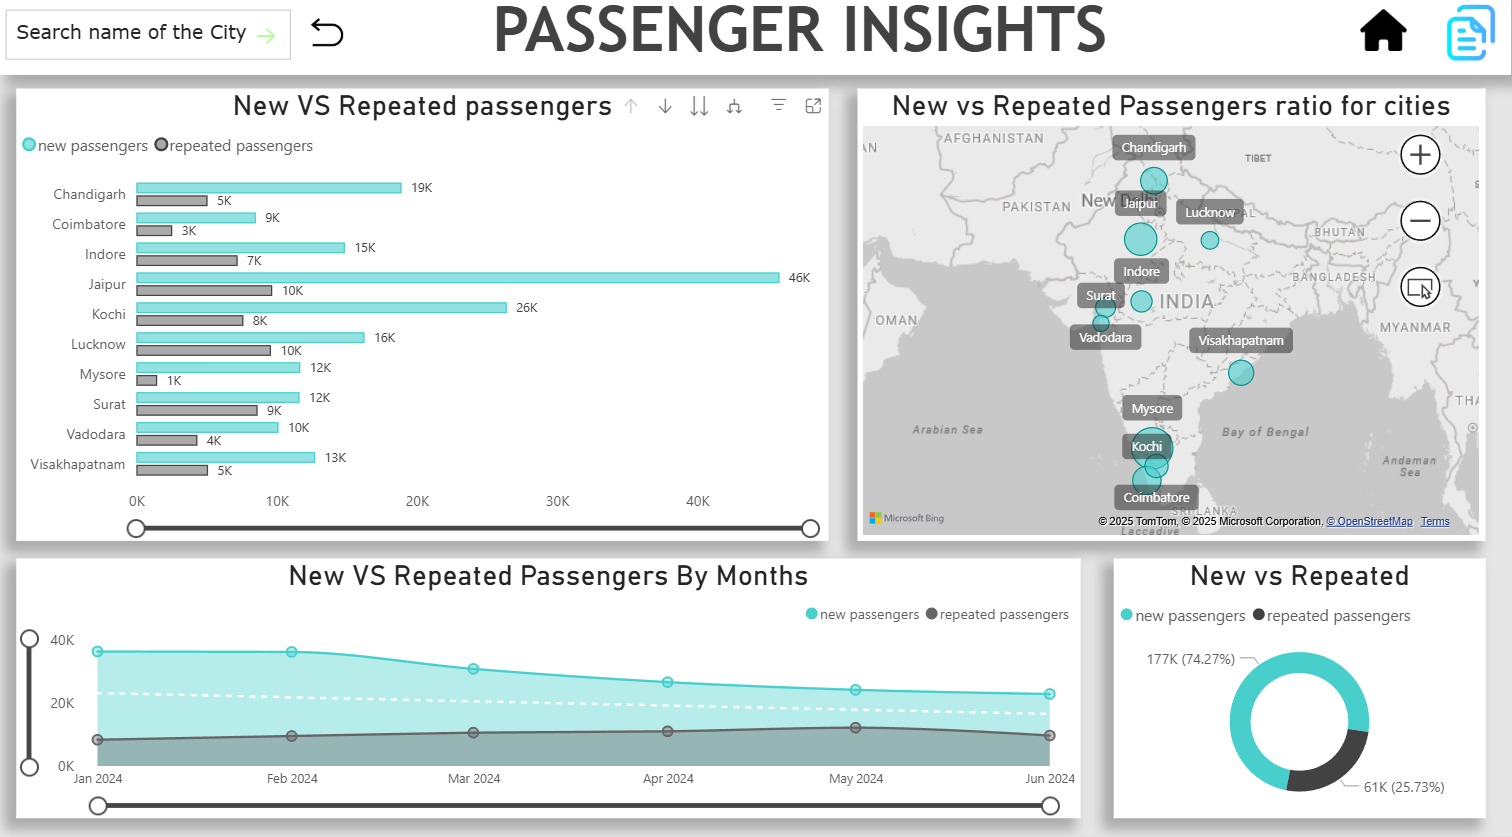 Search name of the City
PASSENGER INSIGHTS
New VS Repeated passengers
new passengers repeated passengers
Chandigarh 19K 5K
Coimbatore 9K 3K
Indore 15K 7K
Jaipur 46K 10K
Kochi 26K 8K
Lucknow 16K 10K
Mysore 12K 1K
Surat 12K 9K
Vadodara 10K 4K
Visakhapatnam 13K 5K
0K 10K 20K 30K 40K
New vs Repeated Passengers ratio for cities
AFGHANISTAN
Chandigarh
TIBET
PAKISTAN
New Delhi
Jaipur
Lucknow
BHUTAN
Indore
BANGLADESH
Surat
INDIA
OMAN
MYANMAR
Vadodara
Visakhapatnam
Mysore
Arabian Sea
Bay of Bengal
Kochi
Andaman
Sea
Coimbatore
SRI LANKA
Microsoft Bing
© 2025 TomTom, © 2025 Microsoft Corporation, © OpenStreetMap Terms
Laccadive
New VS Repeated Passengers By Months
new passengers repeated passengers
40K
20K
0K
Jan 2024 Feb 2024 Mar 2024 Apr 2024 May 2024 Jun 2024
New vs Repeated
new passengers repeated passengers
177K (74.27%)
61K (25.73%)